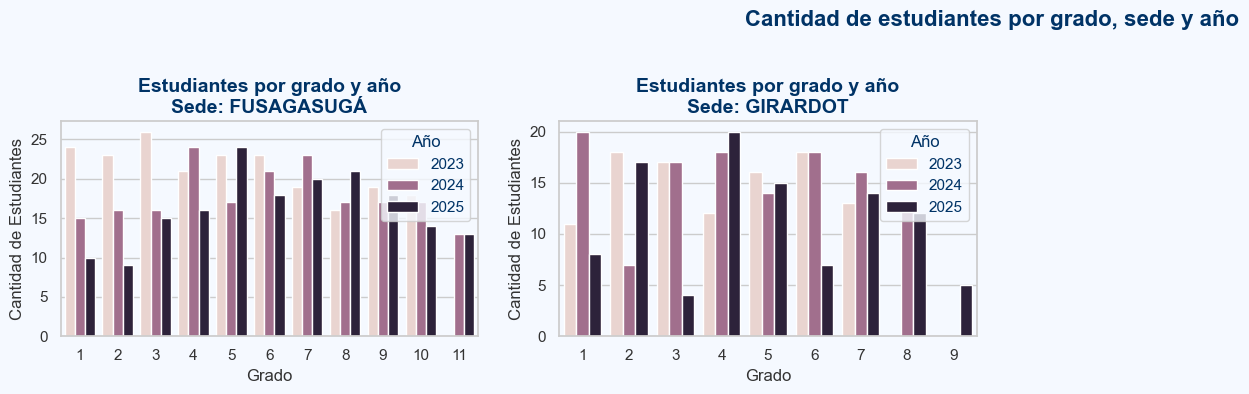 Cantidad de estudiantes por grado, sede y año
Estudiantes por grado y año
Sede: FUSAGASUGÁ
Cantidad de Estudiantes
25
20
15
10
5
0
Año
2023
2024
2025
1 2 3 4 5 6 7 8 9 10 11
Grado
Estudiantes por grado y año
Sede: GIRARDOT
Cantidad de Estudiantes
20
15
10
5
0
Año
2023
2024
2025
1 2 3 4 5 6 7 8 9
Grado